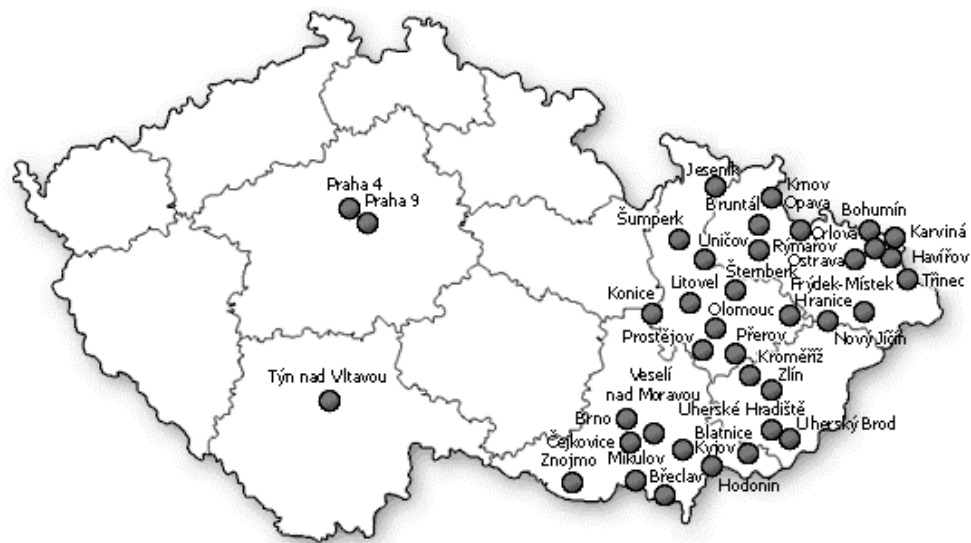 Jeseník
Praha 4
Praha 9
Krnov
Bruntál
Opava
Bohumín
Šumperk
Orlová
Karviná
Uničov
Rýmařov
Ostrava
Havířov
Šternberk
Třinec
Litovel
Frýdek-Místek
Konice
Hranice
Olomouc
Prostějov
Přerov
Nový Jičín
Kroměříž
Týn nad Vltavou
Veselí
nad Moravou
Zlín
Brno
Uherské Hradiště
Uherský Brod
Blatnice
Čejkovice
Kyjov
Mikulov
Znojmo
Břeclav
Hodonín